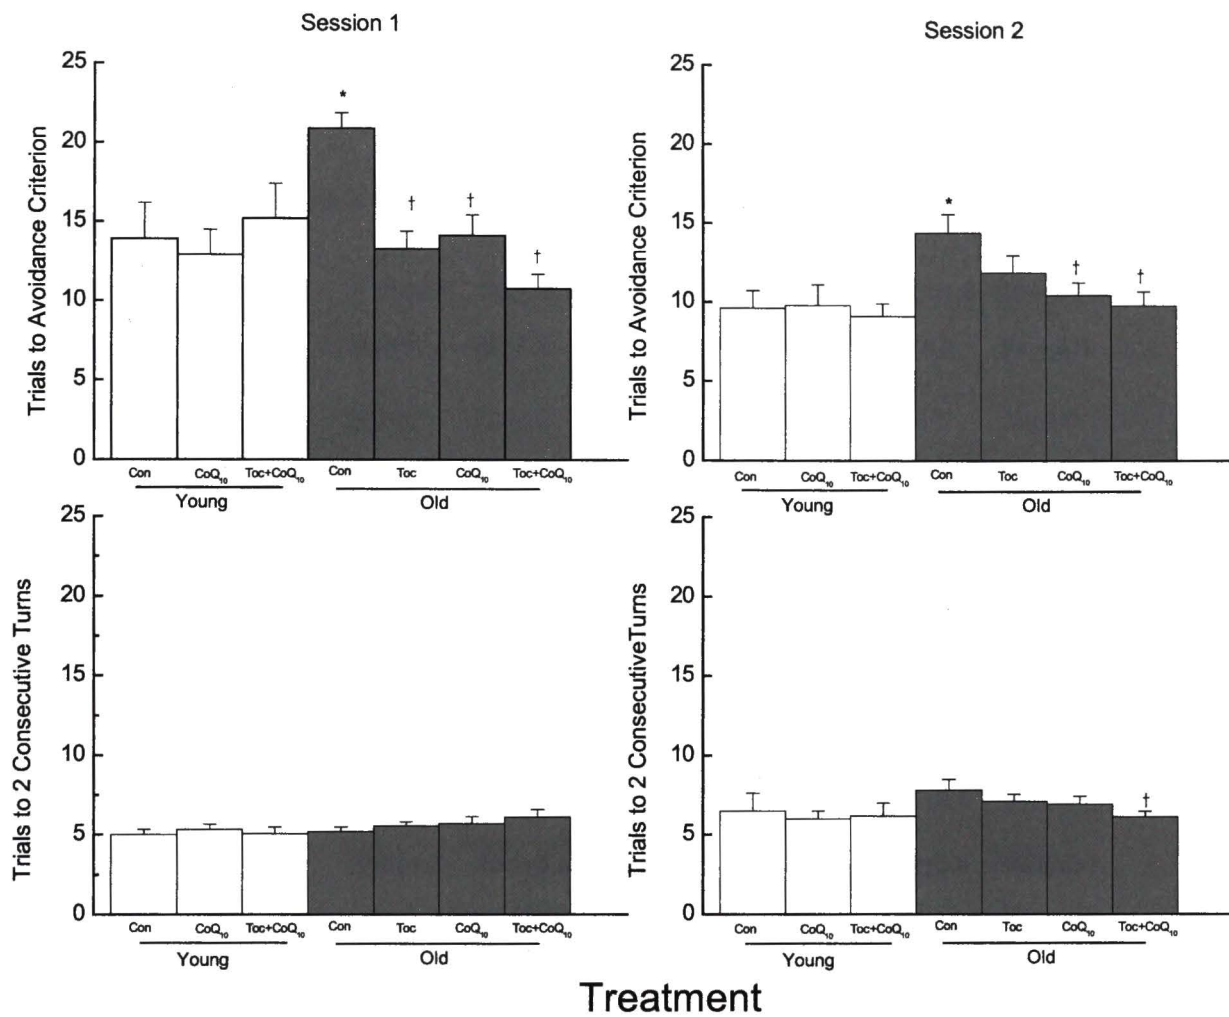 Session 1
Trials to Avoidance Criterion
25
20
15
10
5
0
*
†
†
†
Con CoQ₁₀ Toc+CoQ₁₀ Con Toc CoQ₁₀ Toc+CoQ₁₀
Young Old
Session 2
Trials to Avoidance Criterion
25
20
15
10
5
0
*
†
†
Con CoQ₁₀ Toc+CoQ₁₀ Con Toc CoQ₁₀ Toc+CoQ₁₀
Young Old
Trials to 2 Consecutive Turns
25
20
15
10
5
0
Con CoQ₁₀ Toc+CoQ₁₀ Con Toc CoQ₁₀ Toc+CoQ₁₀
Young Old
Trials to 2 ConsecutiveTurns
25
20
15
10
5
0
†
Con CoQ₁₀ Toc+CoQ₁₀ Con Toc CoQ₁₀ Toc+CoQ₁₀
Young Old
Treatment